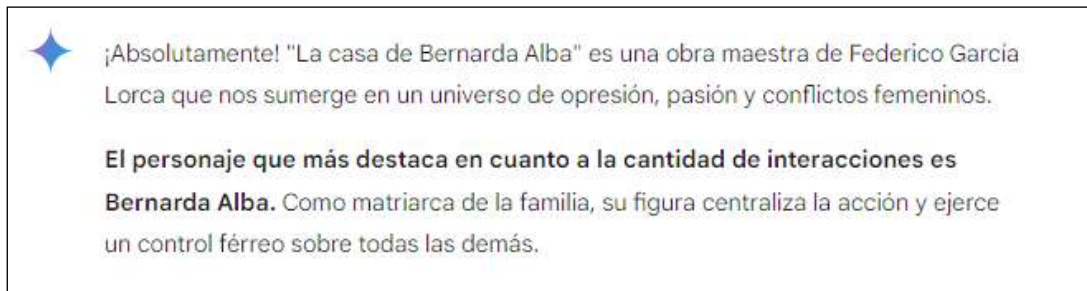 ¡Absolutamente! "La casa de Bernarda Alba" es una obra maestra de Federico García
Lorca que nos sumerge en un universo de opresión, pasión y conflictos femeninos.
El personaje que más destaca en cuanto a la cantidad de interacciones es
Bernarda Alba. Como matriarca de la familia, su figura centraliza la acción y ejerce
un control férreo sobre todas las demás.